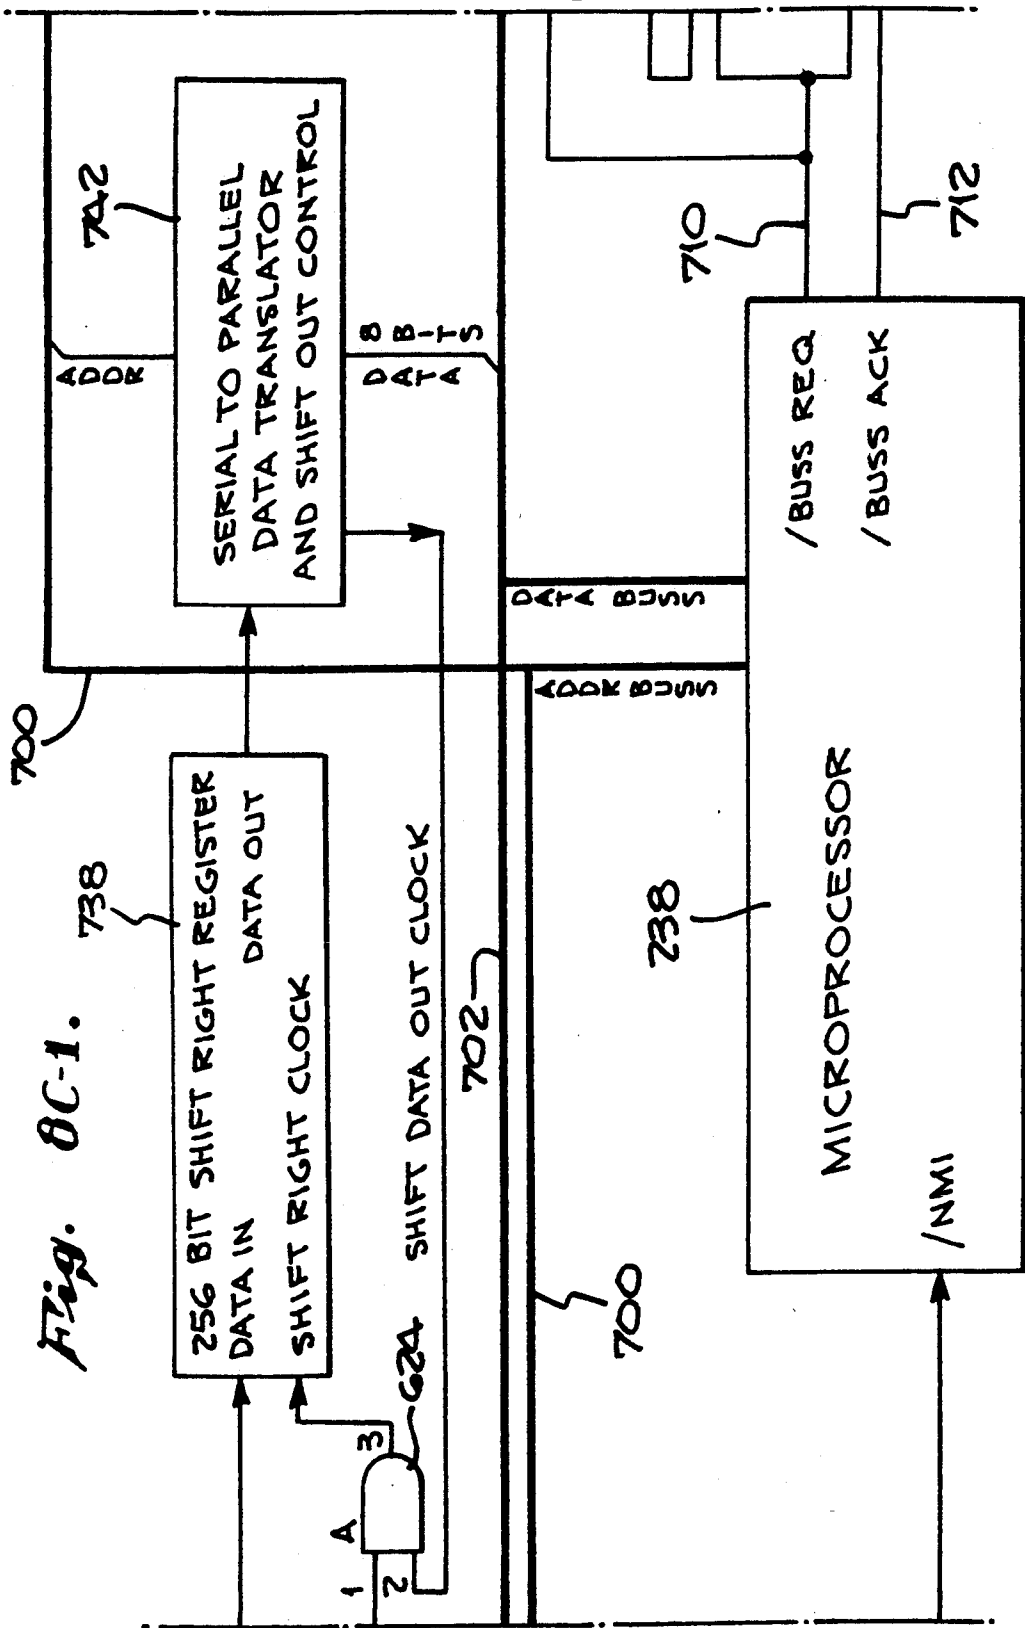 Fig. 8C-1.
700
738
256 BIT SHIFT RIGHT REGISTER
DATA IN
DATA OUT
SHIFT RIGHT CLOCK
742
SERIAL TO PARALLEL
DATA TRANSLATOR
AND SHIFT OUT CONTROL
ADDR
DATA
8 BITS
A
1
2
3
624
SHIFT DATA OUT CLOCK
702
700
ADDR BUSS
DATA BUSS
238
MICROPROCESSOR
/NMI
/BUSS REQ
/BUSS ACK
710
712